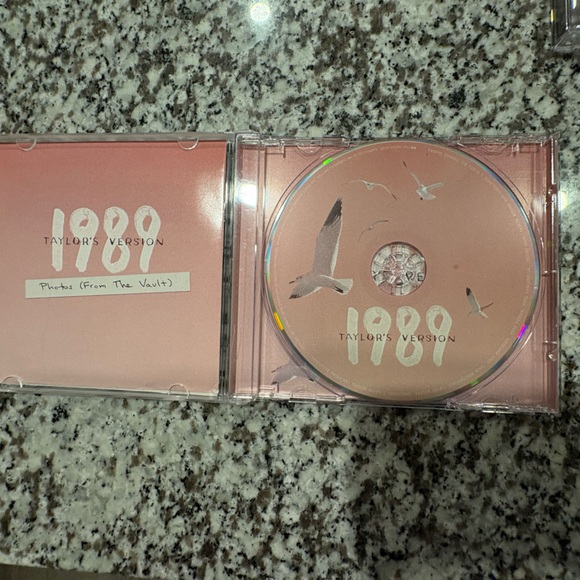 1989
TAYLOR'S VERSION
Photos (From The Vault)
1989
TAYLOR'S VERSION